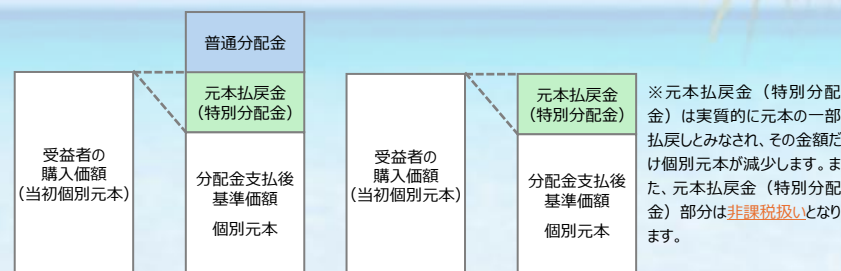 普通分配金
元本払戻金
(特別分配金)
受益者の
購入価額
(当初個別元本)
分配金支払後
基準価額
個別元本
元本払戻金
(特別分配金)
受益者の
購入価額
(当初個別元本)
分配金支払後
基準価額
個別元本
※元本払戻金（特別分配
金）は実質的に元本の一部
払戻しとみなされ、その金額だ
け個別元本が減少します。ま
た、元本払戻金（特別分配
金）部分は非課税扱いとなり
ます。